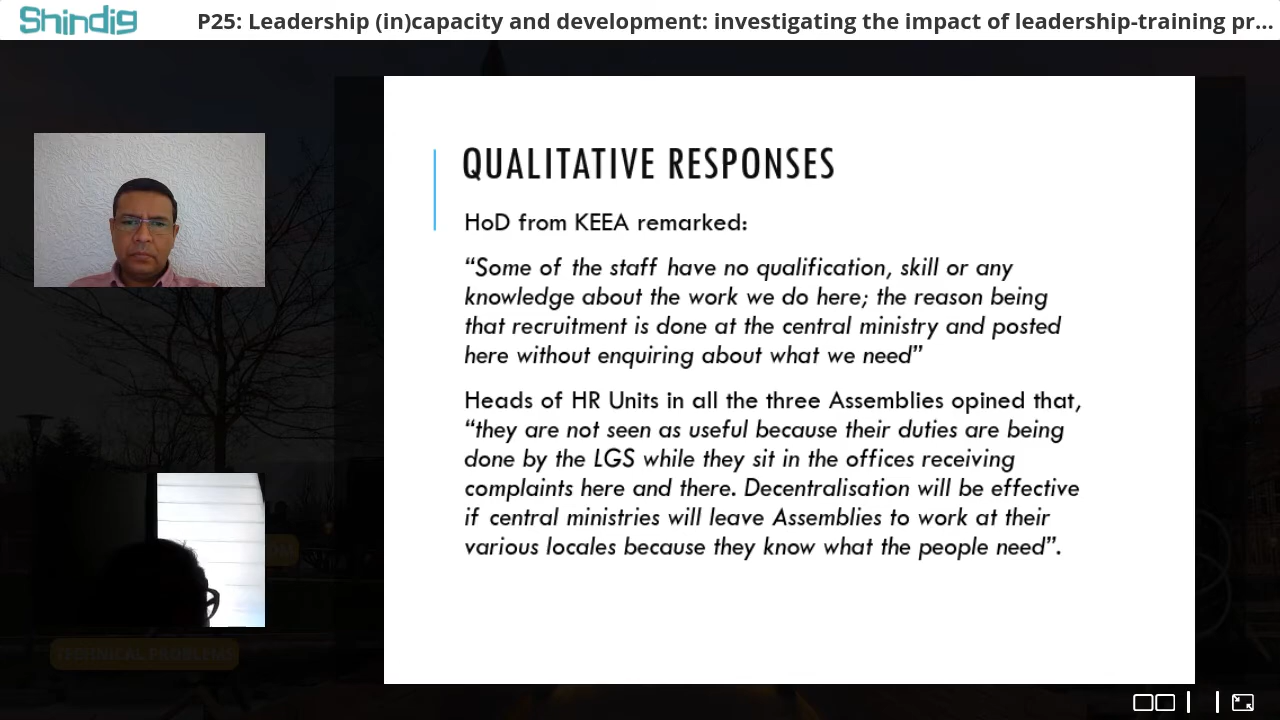 Shindig
P25: Leadership (in)capacity and development: investigating the impact of leadership-training pr...
QUALITATIVE RESPONSES
HoD from KEEA remarked:
“Some of the staff have no qualification, skill or any
knowledge about the work we do here; the reason being
that recruitment is done at the central ministry and posted
here without enquiring about what we need”
Heads of HR Units in all the three Assemblies opined that,
“they are not seen as useful because their duties are being
done by the LGS while they sit in the offices receiving
complaints here and there. Decentralisation will be effective
if central ministries will leave Assemblies to work at their
various locales because they know what the people need”.
TECHNICAL PROBLEMS